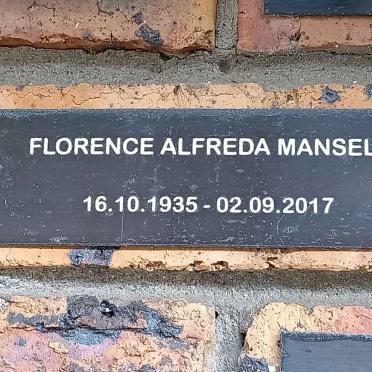 FLORENCE ALFREDA MANSEL
16.10.1935 - 02.09.2017